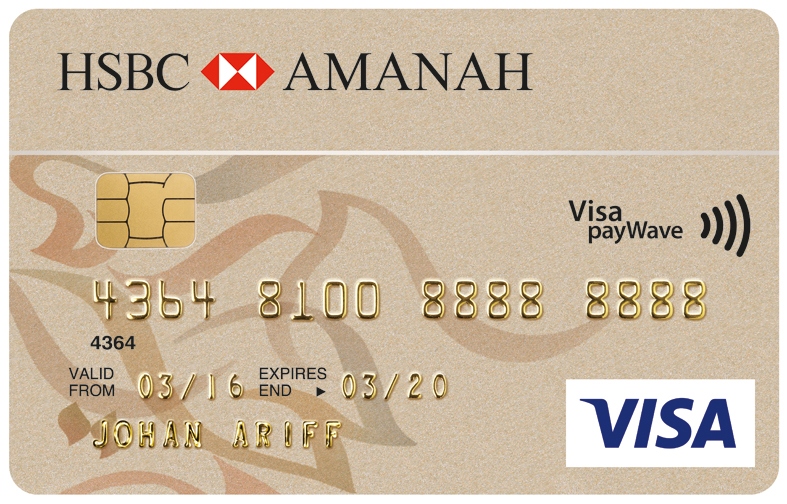 HSBC AMANAH
Visa
payWave
4364 8100 8888 8888
4364
VALID FROM 03/16 EXPIRES END ► 03/20
JOHAN ARIFF
VISA